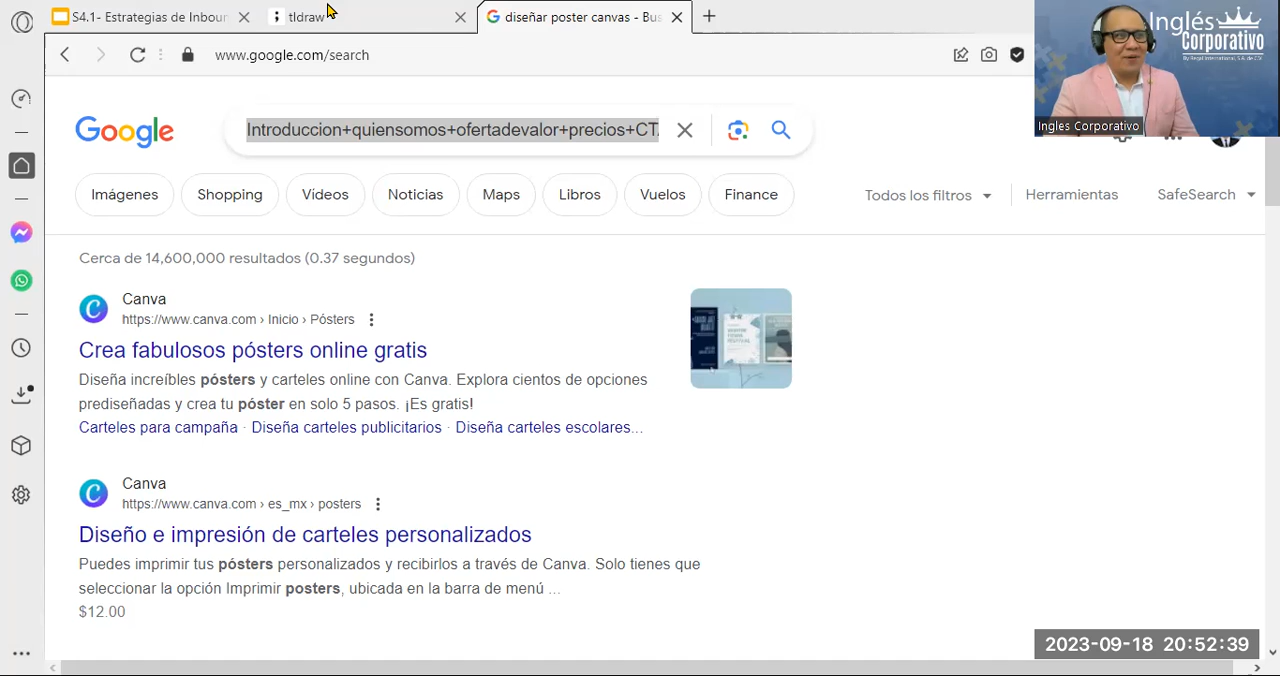 S4.1- Estrategias de Inboun
tldraw
diseñar poster canvas - Bus
www.google.com/search
Inglés
Corporativo
By Regal International, S.A. de C.V.
Ingles Corporativo
Google
Introduccion+quiensomos+ofertadevalor+precios+CT
Imágenes
Shopping
Videos
Noticias
Maps
Libros
Vuelos
Finance
Todos los filtros
Herramientas
SafeSearch
Cerca de 14,600,000 resultados (0.37 segundos)
Canva
https://www.canva.com › Inicio › Pósters
Crea fabulosos pósters online gratis
Diseña increíbles pósters y carteles online con Canva. Explora cientos de opciones
prediseñadas y crea tu póster en solo 5 pasos. ¡Es gratis!
Carteles para campaña · Diseña carteles publicitarios · Diseña carteles escolares...
Canva
https://www.canva.com › es_mx › posters
Diseño e impresión de carteles personalizados
Puedes imprimir tus pósters personalizados y recibirlos a través de Canva. Solo tienes que
seleccionar la opción Imprimir posters, ubicada en la barra de menú ...
$12.00
2023-09-18 20:52:39